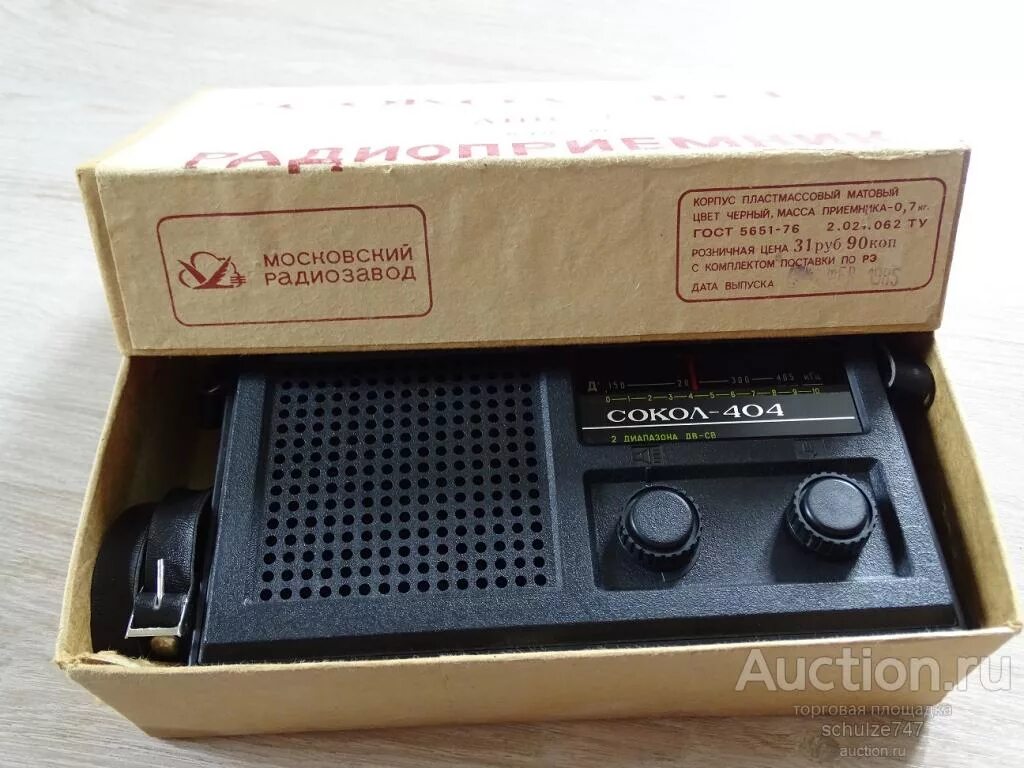 РАДИОПРИЕМНИК
МОСКОВСКИЙ
РАДИОЗАВОД
КОРПУС ПЛАСТМАССОВЫЙ МАТОВЫЙ
ЦВЕТ ЧЕРНЫЙ, МАССА ПРИЕМНИКА-0,7 кг.
ГОСТ 5651-76 ТУ
РОЗНИЧНАЯ ЦЕНА 31 руб 90 коп
С КОМПЛЕКТОМ ПОСТАВКИ ПО РЭ
ДАТА ВЫПУСКА ФЕВ 1985
150 300 405 кГц
0 1 2 3 4 5 6 7 8 9 10
СОКОЛ-404
2 ДИАПАЗОНА ДВ-СВ
Auction.ru
торговая площадка
schulze747
auction.ru